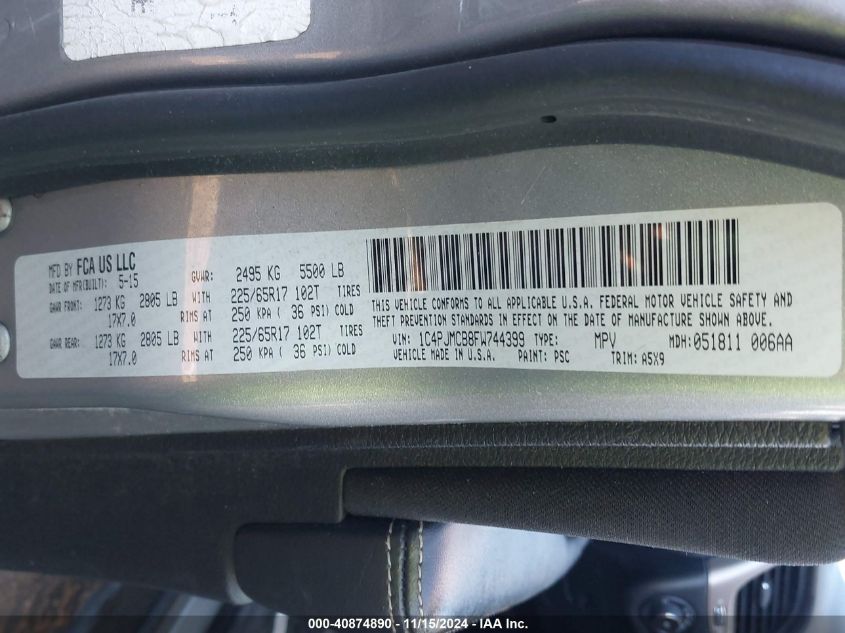 MFD BY FCA US LLC
DATE OF MFR(BUILT): 5-15
GVWR: 2495 KG 5500 LB
GAWR FRONT: 1273 KG 2805 LB WITH 225/65R17 102T TIRES
17X7.0 RIMS AT 250 KPA ( 36 PSI) COLD
GAWR REAR: 1273 KG 2805 LB WITH 225/65R17 102T TIRES
17X7.0 RIMS AT 250 KPA ( 36 PSI) COLD
THIS VEHICLE CONFORMS TO ALL APPLICABLE U.S.A. FEDERAL MOTOR VEHICLE SAFETY AND
THEFT PREVENTION STANDARDS IN EFFECT ON THE DATE OF MANUFACTURE SHOWN ABOVE.
VIN: 1C4PJMCB8FW744399 TYPE: MPV MDH:051811 006AA
VEHICLE MADE IN U.S.A. PAINT: PSC TRIM: A5X9
000-40874890 - 11/15/2024 - IAA Inc.